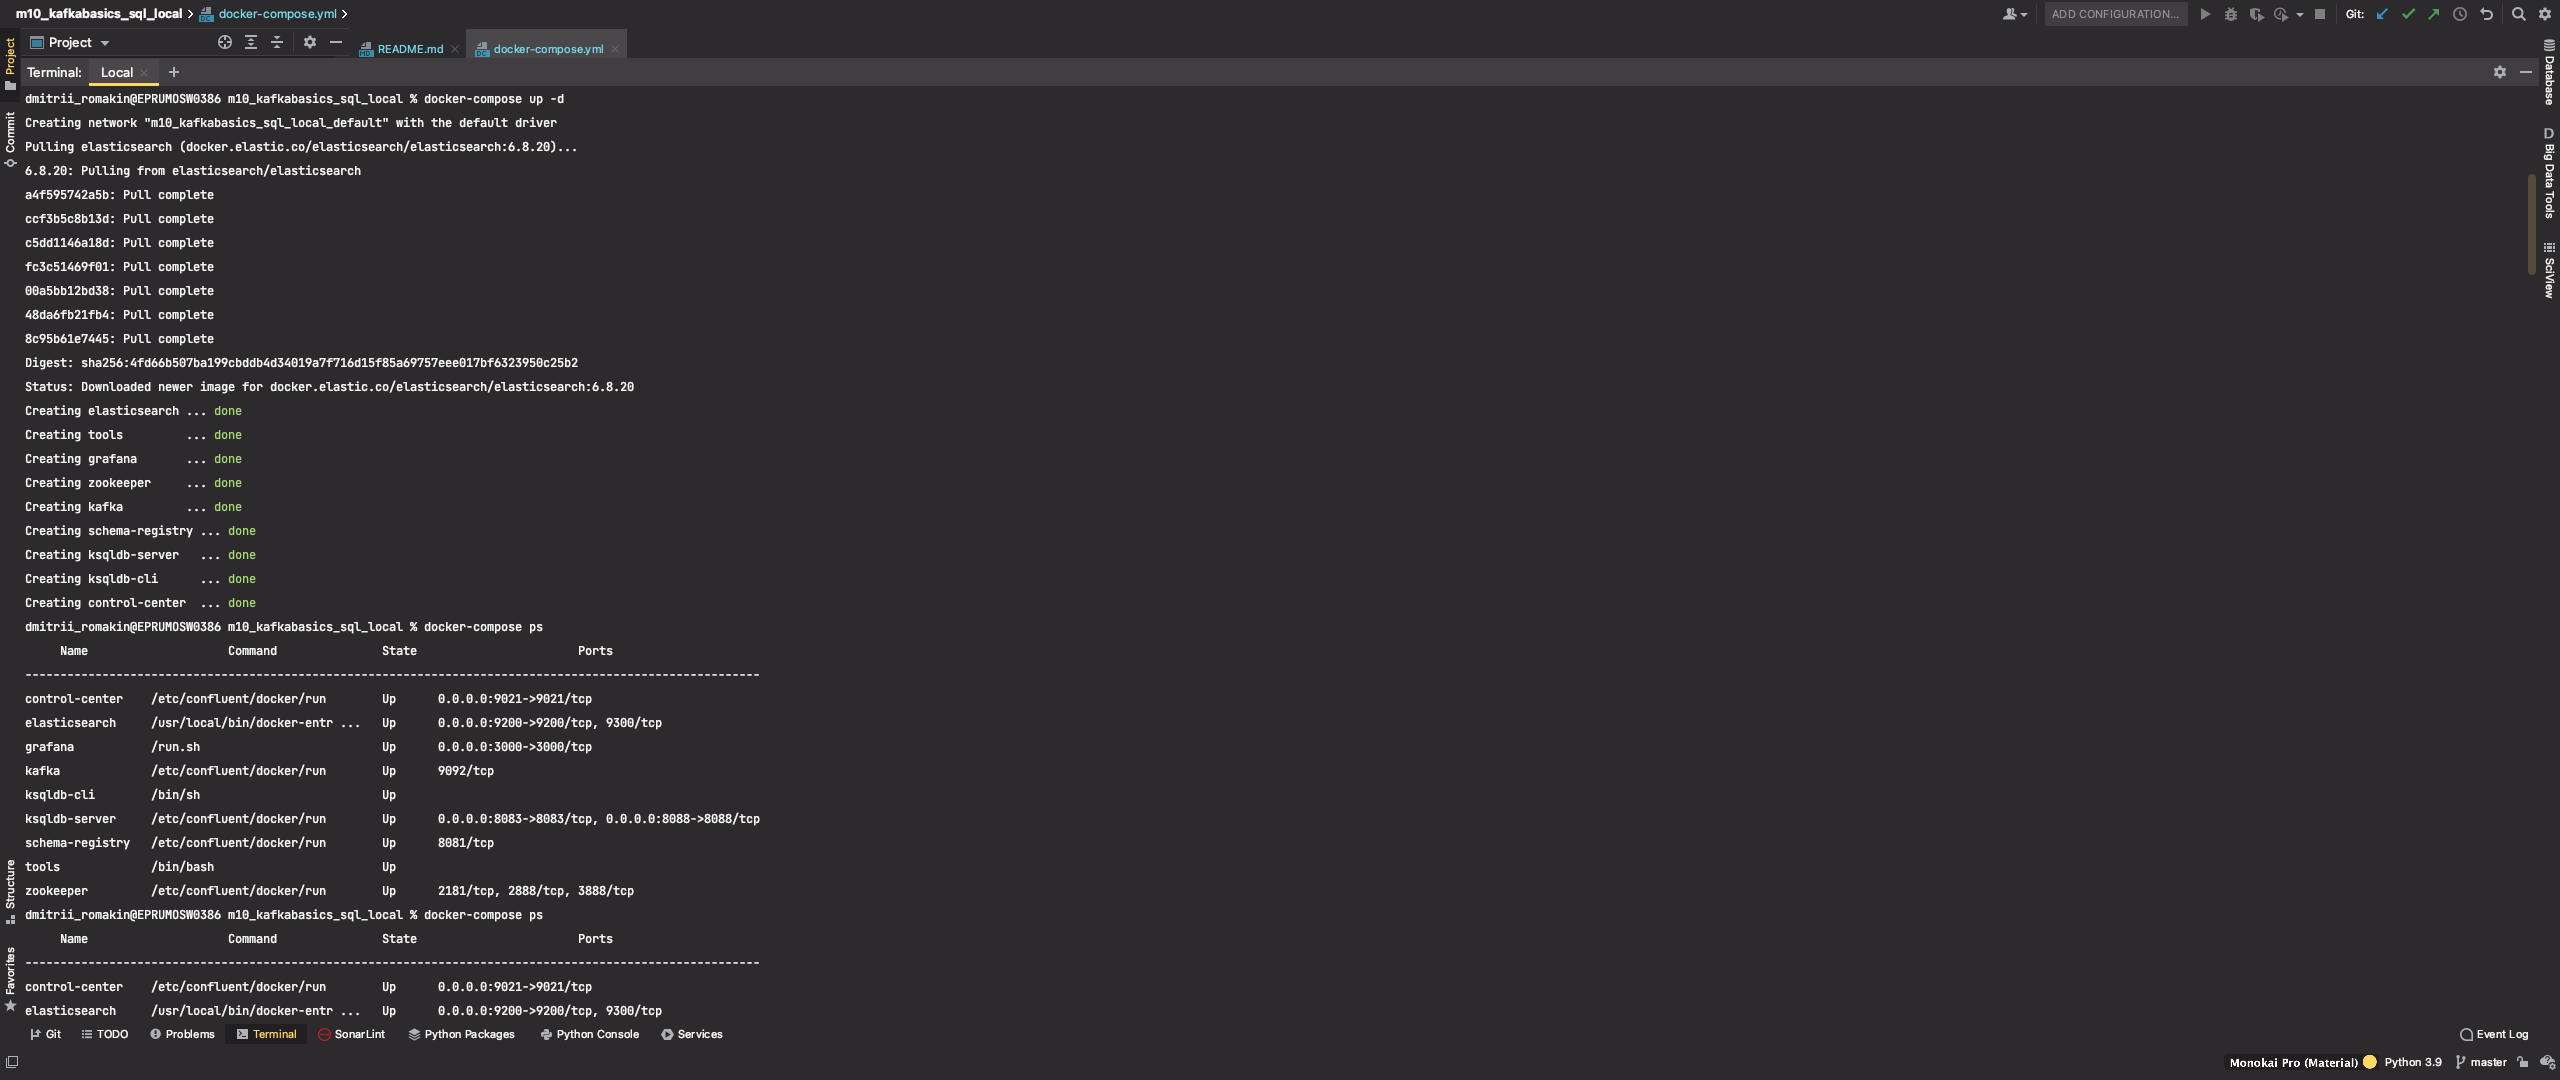 m10_kafkabasics_sql_local docker-compose.yml
ADD CONFIGURATION... Git:
Project README.md docker-compose.yml
Terminal: Local +
dmitrii_romakin@EPRUMOSW0386 m10_kafkabasics_sql_local % docker-compose up -d
Creating network "m10_kafkabasics_sql_local_default" with the default driver
Pulling elasticsearch (docker.elastic.co/elasticsearch/elasticsearch:6.8.20)...
6.8.20: Pulling from elasticsearch/elasticsearch
a4f595742a5b: Pull complete
ccf3b5c8b13d: Pull complete
c5dd1146a18d: Pull complete
fc3c51469f01: Pull complete
00a5bb12bd38: Pull complete
48da6fb21fb4: Pull complete
8c95b61e7445: Pull complete
Digest: sha256:4fd66b507ba199cbddb4d34019a7f716d15f85a69757eee017bf6323950c25b2
Status: Downloaded newer image for docker.elastic.co/elasticsearch/elasticsearch:6.8.20
Creating elasticsearch ... done
Creating tools ... done
Creating grafana ... done
Creating zookeeper ... done
Creating kafka ... done
Creating schema-registry ... done
Creating ksqldb-server ... done
Creating ksqldb-cli ... done
Creating control-center ... done
dmitrii_romakin@EPRUMOSW0386 m10_kafkabasics_sql_local % docker-compose ps
Name Command State Ports
---------------------------------------------------------------------------------------------------------
control-center /etc/confluent/docker/run Up 0.0.0.0:9021->9021/tcp
elasticsearch /usr/local/bin/docker-entr ... Up 0.0.0.0:9200->9200/tcp, 9300/tcp
grafana /run.sh Up 0.0.0.0:3000->3000/tcp
kafka /etc/confluent/docker/run Up 9092/tcp
ksqldb-cli /bin/sh Up
ksqldb-server /etc/confluent/docker/run Up 0.0.0.0:8083->8083/tcp, 0.0.0.0:8088->8088/tcp
schema-registry /etc/confluent/docker/run Up 8081/tcp
tools /bin/bash Up
zookeeper /etc/confluent/docker/run Up 2181/tcp, 2888/tcp, 3888/tcp
dmitrii_romakin@EPRUMOSW0386 m10_kafkabasics_sql_local % docker-compose ps
Name Command State Ports
---------------------------------------------------------------------------------------------------------
control-center /etc/confluent/docker/run Up 0.0.0.0:9021->9021/tcp
elasticsearch /usr/local/bin/docker-entr ... Up 0.0.0.0:9200->9200/tcp, 9300/tcp
Project
Commit
Structure
Favorites
Database
D Big Data Tools
SciView
Git TODO Problems Terminal SonarLint Python Packages Python Console Services Event Log
Monokai Pro (Material) Python 3.9 master